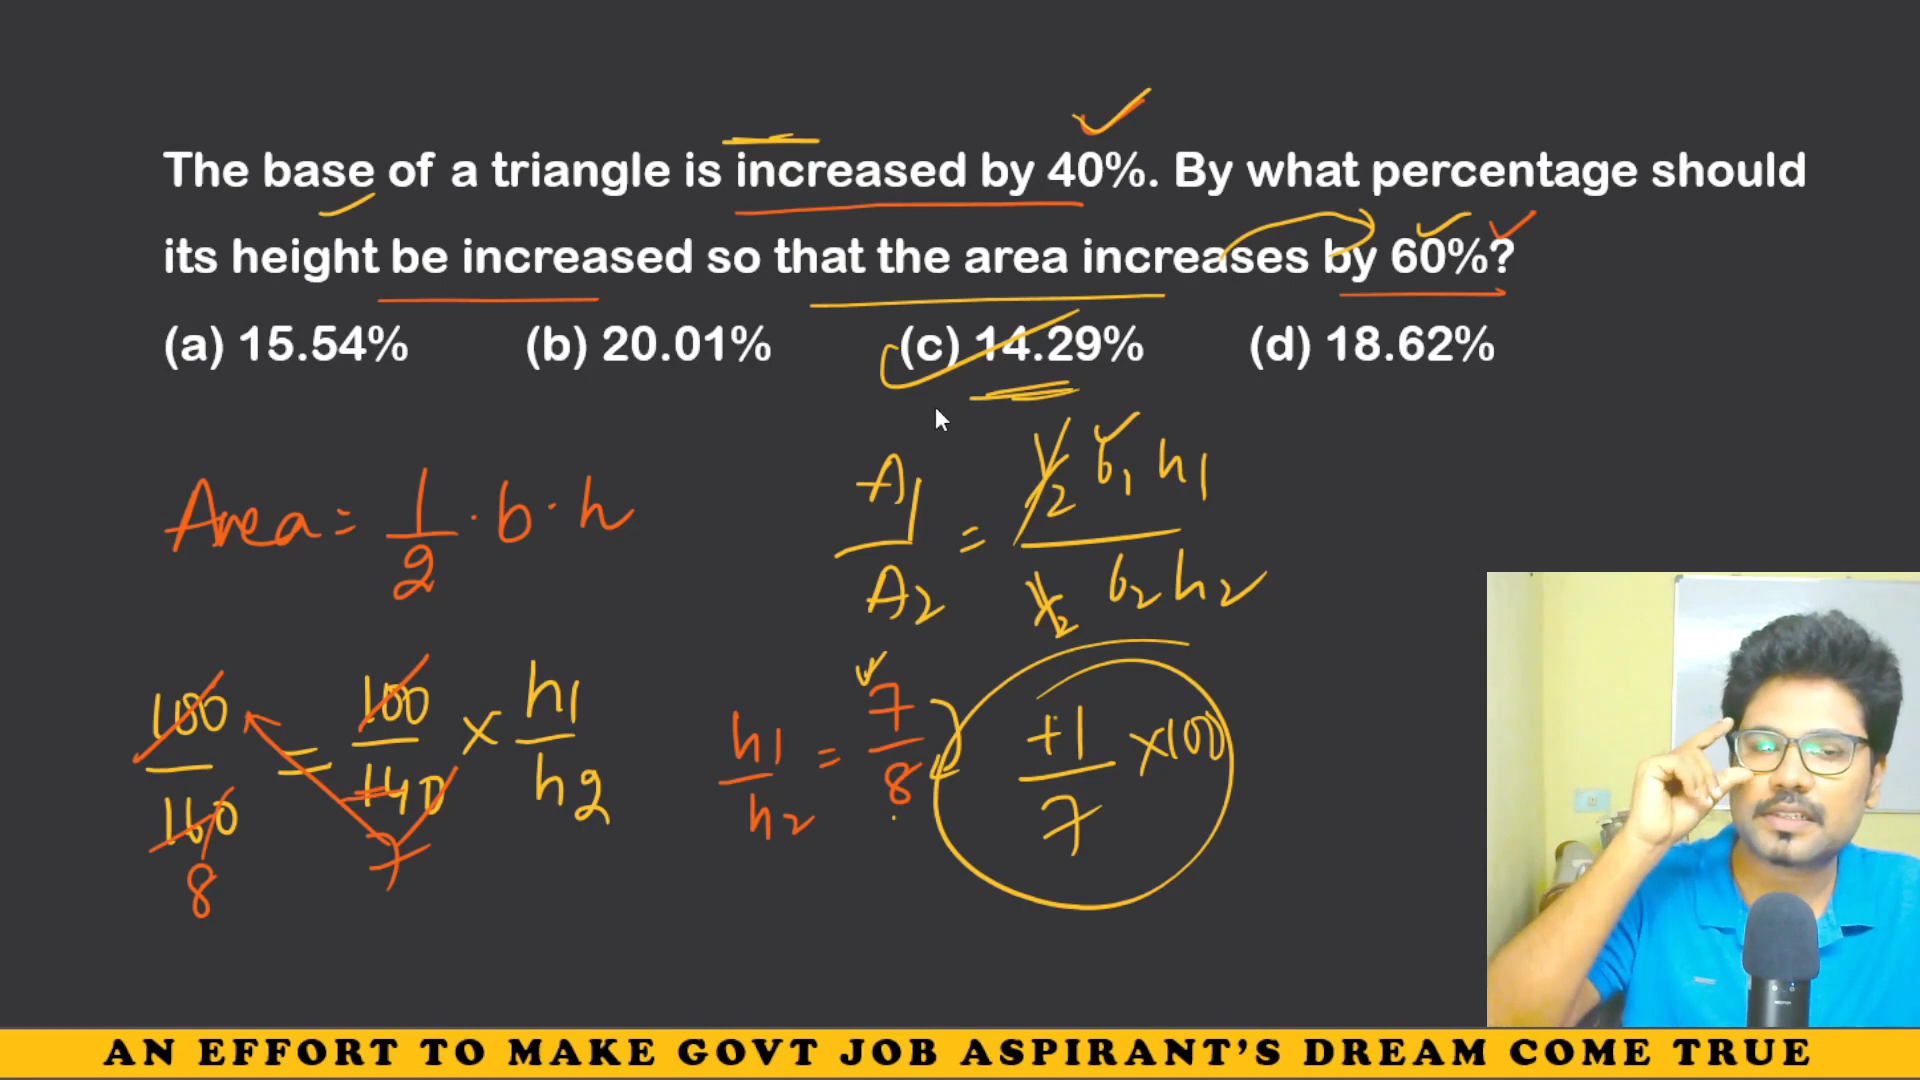 The base of a triangle is increased by 40%. By what percentage should
its height be increased so that the area increases by 60%?
(a) 15.54% (b) 20.01% (c) 14.29% (d) 18.62%
Area = 1/2 · b · h
A1/A2 = 1/2 b1 h1 / 1/2 b2 h2
100/160 = 100/140 × h1/h2
8 7
h1/h2 = 7/8
+1/7 ×100
AN EFFORT TO MAKE GOVT JOB ASPIRANT'S DREAM COME TRUE